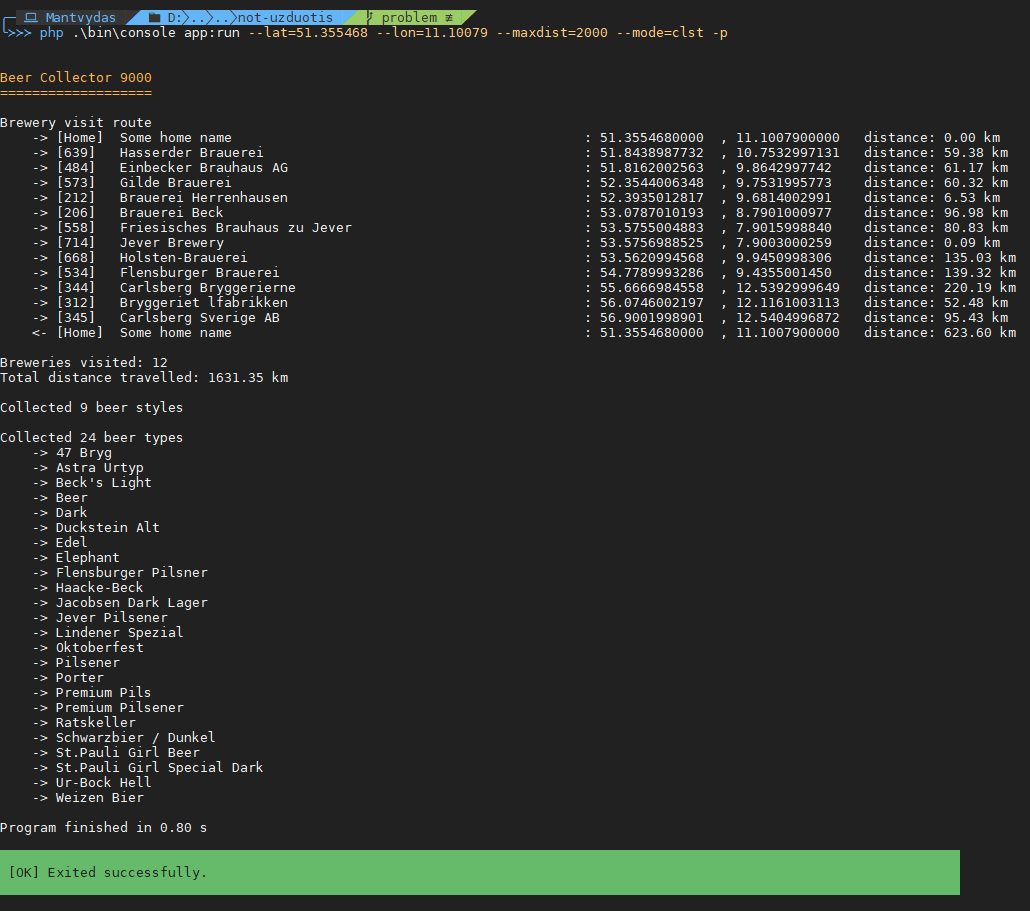 Mantvydas D:〉..〉..〉not-uzduotis problem ≢
>>> php .\bin\console app:run --lat=51.355468 --lon=11.10079 --maxdist=2000 --mode=clst -p
Beer Collector 9000
===================
Brewery visit route
-> [Home] Some home name : 51.3554680000 , 11.1007900000 distance: 0.00 km
-> [639] Hasserder Brauerei : 51.8438987732 , 10.7532997131 distance: 59.38 km
-> [484] Einbecker Brauhaus AG : 51.8162002563 , 9.8642997742 distance: 61.17 km
-> [573] Gilde Brauerei : 52.3544006348 , 9.7531995773 distance: 60.32 km
-> [212] Brauerei Herrenhausen : 52.3935012817 , 9.6814002991 distance: 6.53 km
-> [206] Brauerei Beck : 53.0787010193 , 8.7901000977 distance: 96.98 km
-> [558] Friesisches Brauhaus zu Jever : 53.5755004883 , 7.9015998840 distance: 80.83 km
-> [714] Jever Brewery : 53.5756988525 , 7.9003000259 distance: 0.09 km
-> [668] Holsten-Brauerei : 53.5620994568 , 9.9450998306 distance: 135.03 km
-> [534] Flensburger Brauerei : 54.7789993286 , 9.4355001450 distance: 139.32 km
-> [344] Carlsberg Bryggerierne : 55.6666984558 , 12.5392999649 distance: 220.19 km
-> [312] Bryggeriet lfabrikken : 56.0746002197 , 12.1161003113 distance: 52.48 km
-> [345] Carlsberg Sverige AB : 56.9001998901 , 12.5404996872 distance: 95.43 km
<- [Home] Some home name : 51.3554680000 , 11.1007900000 distance: 623.60 km
Breweries visited: 12
Total distance travelled: 1631.35 km
Collected 9 beer styles
Collected 24 beer types
-> 47 Bryg
-> Astra Urtyp
-> Beck's Light
-> Beer
-> Dark
-> Duckstein Alt
-> Edel
-> Elephant
-> Flensburger Pilsner
-> Haacke-Beck
-> Jacobsen Dark Lager
-> Jever Pilsener
-> Lindener Spezial
-> Oktoberfest
-> Pilsener
-> Porter
-> Premium Pils
-> Premium Pilsener
-> Ratskeller
-> Schwarzbier / Dunkel
-> St.Pauli Girl Beer
-> St.Pauli Girl Special Dark
-> Ur-Bock Hell
-> Weizen Bier
Program finished in 0.80 s
[OK] Exited successfully.